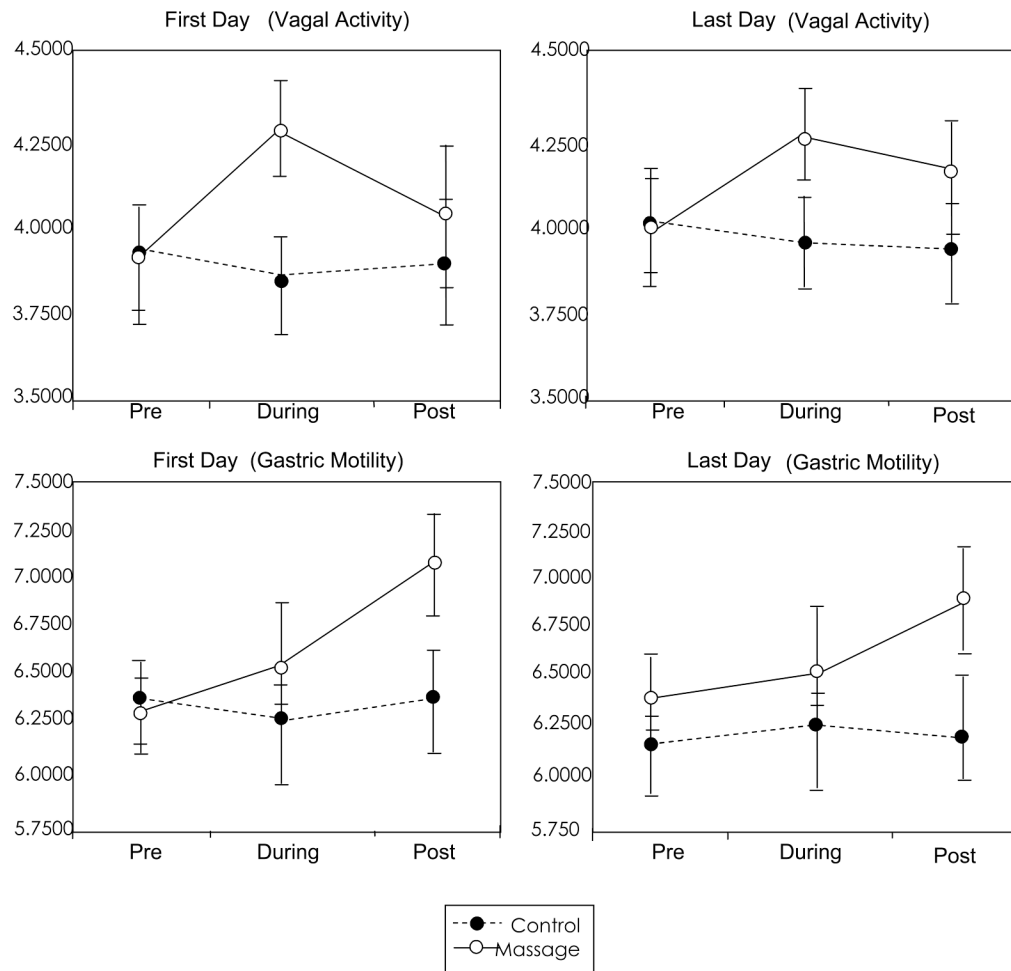 First Day (Vagal Activity)
4.5000
4.2500
4.0000
3.7500
3.5000
Pre During Post
Last Day (Vagal Activity)
4.5000
4.2500
4.0000
3.7500
3.5000
Pre During Post
First Day (Gastric Motility)
7.5000
7.2500
7.0000
6.7500
6.5000
6.2500
6.0000
5.7500
Pre During Post
Last Day (Gastric Motility)
7.5000
7.2500
7.0000
6.7500
6.5000
6.2500
6.0000
5.750
Pre During Post
Control
Massage